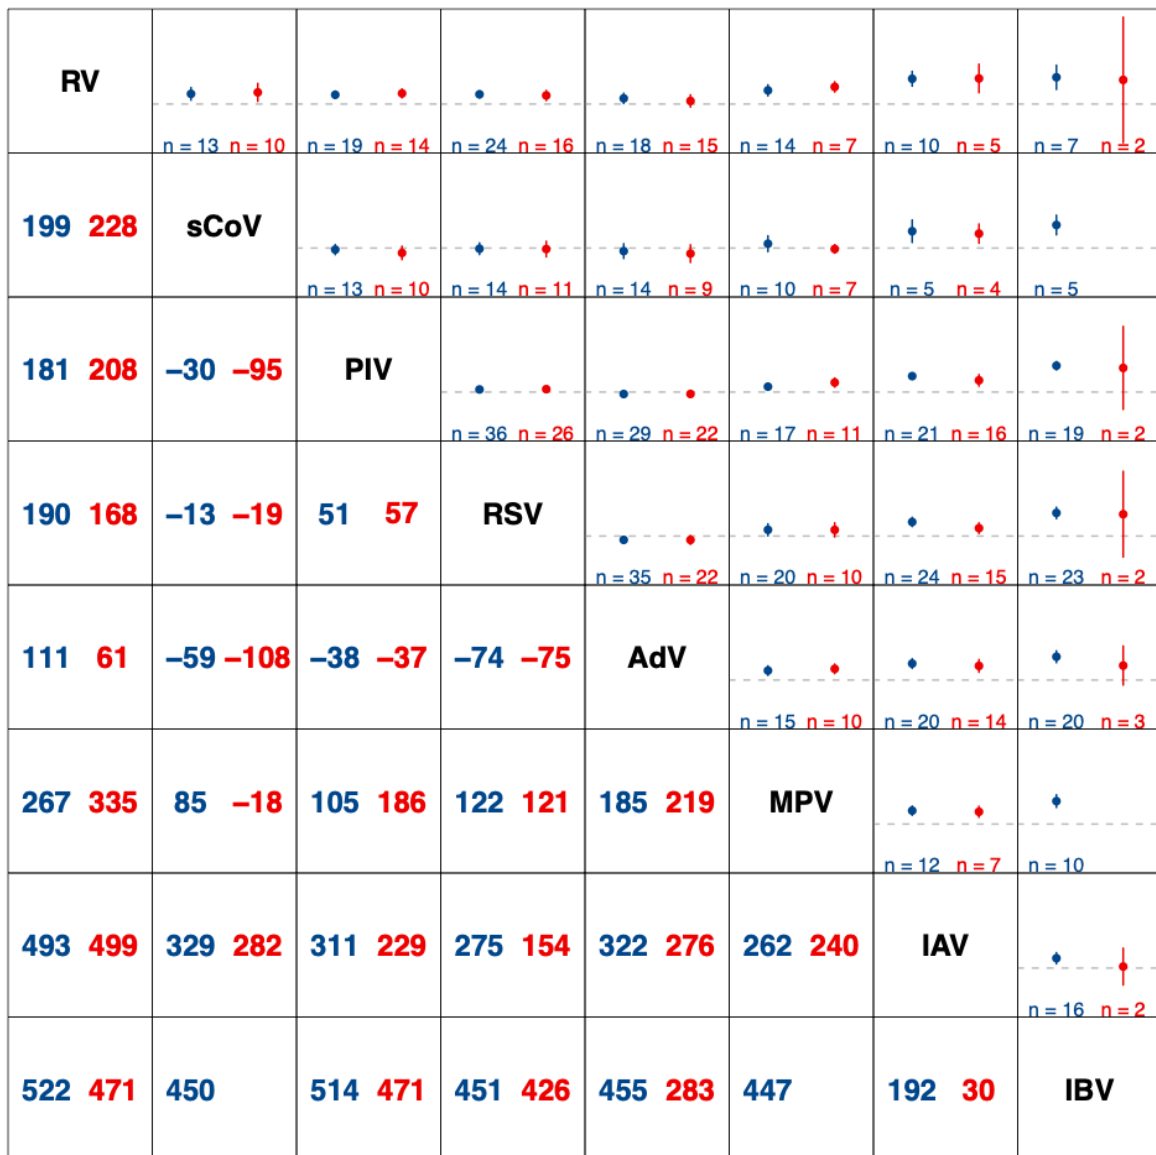 RV
n = 13 n = 10 n = 19 n = 14 n = 24 n = 16 n = 18 n = 15 n = 14 n = 7 n = 10 n = 5 n = 7 n = 2
199 228 sCoV
n = 13 n = 10 n = 14 n = 11 n = 14 n = 9 n = 10 n = 7 n = 5 n = 4 n = 5
181 208 −30 −95 PIV
n = 36 n = 26 n = 29 n = 22 n = 17 n = 11 n = 21 n = 16 n = 19 n = 2
190 168 −13 −19 51 57 RSV
n = 35 n = 22 n = 20 n = 10 n = 24 n = 15 n = 23 n = 2
111 61 −59 −108 −38 −37 −74 −75 AdV
n = 15 n = 10 n = 20 n = 14 n = 20 n = 3
267 335 85 −18 105 186 122 121 185 219 MPV
n = 12 n = 7 n = 10
493 499 329 282 311 229 275 154 322 276 262 240 IAV
n = 16 n = 2
522 471 450 514 471 451 426 455 283 447 192 30 IBV